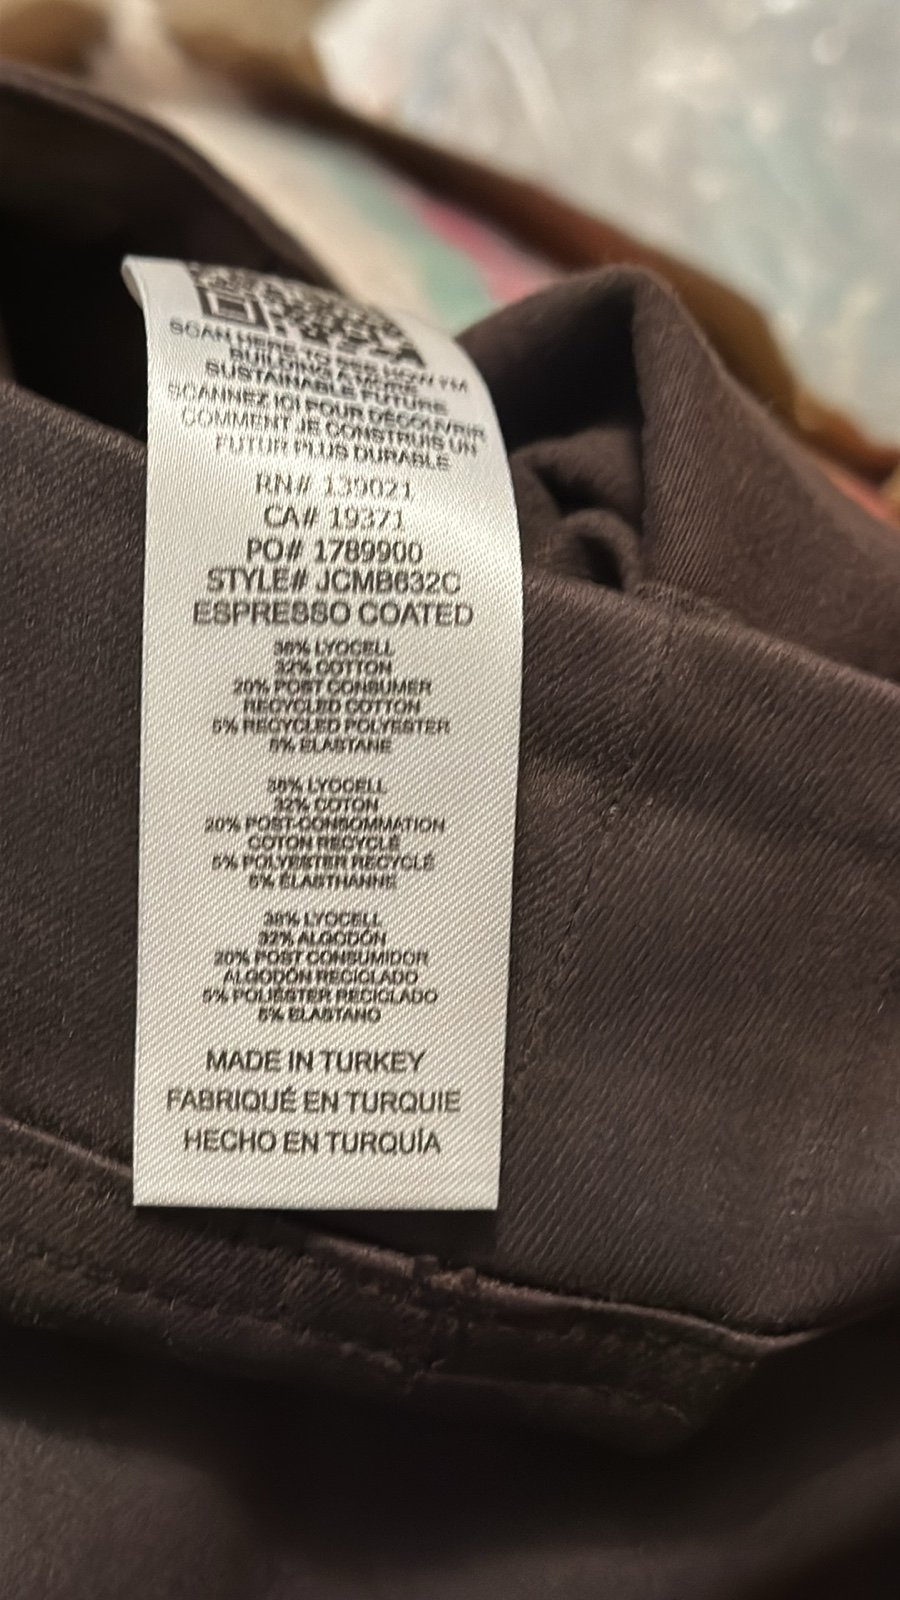 SCAN HERE TO SEE HOW ™
BUILDING A MORE
SUSTAINABLE FUTURE
SCANNEZ ICI POUR DÉCOUVRIR
COMMENT JE CONSTRUIS UN
FUTUR PLUS DURABLE
RN# 139021
CA# 19371
PO# 1789900
STYLE# JCMB632C
ESPRESSO COATED
38% LYOCELL
32% COTTON
20% POST CONSUMER
RECYCLED COTTON
5% RECYCLED POLYESTER
5% ELASTANE
38% LYOCELL
32% COTON
20% POST-CONSOMMATION
COTON RECYCLÉ
5% POLYESTER RECYCLÉ
5% ÉLASTHANNE
38% LYOCELL
32% ALGODÓN
20% POST CONSUMIDOR
ALGODÓN RECICLADO
5% POLIÉSTER RECICLADO
5% ELASTANO
MADE IN TURKEY
FABRIQUÉ EN TURQUIE
HECHO EN TURQUÍA